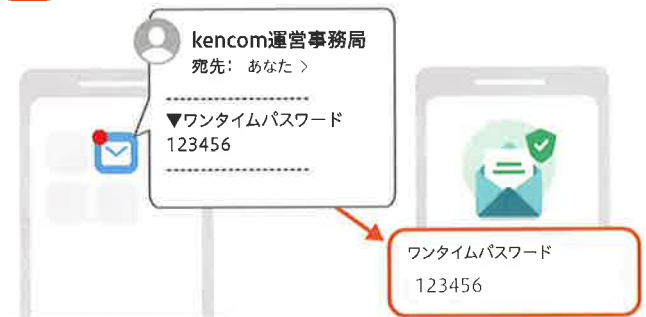 kencom運営事務局
宛先： あなた >
▼ワンタイムパスワード
123456
ワンタイムパスワード
123456